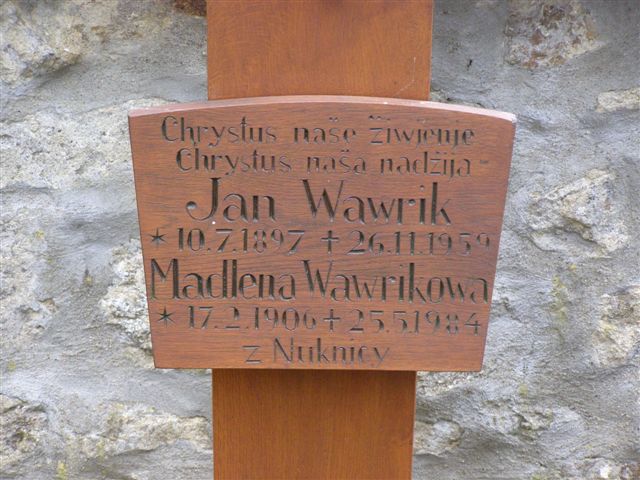 Chrystus naše žiwjenje
Chrystus naša nadžija
Jan Wawrik
* 10.7.1897 + 26.11.1959
Madlena Wawrikowa
* 17.2.1906 + 25.5.1984
z Nuknicy